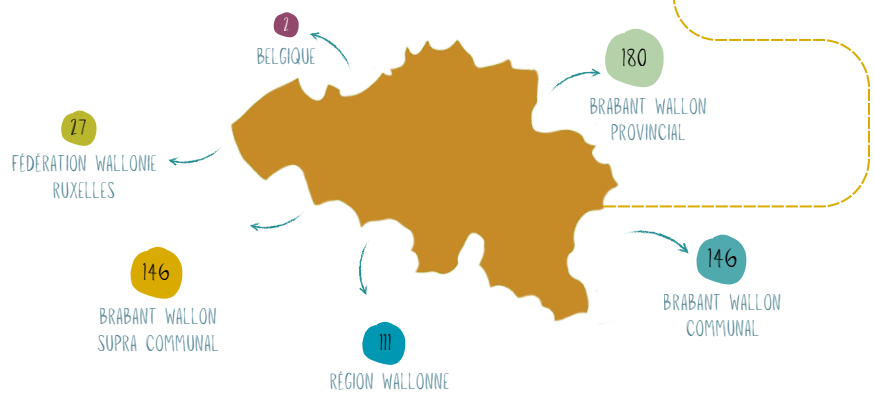 2
BELGIQUE
180
BRABANT WALLON
PROVINCIAL
27
FÉDÉRATION WALLONIE
RUXELLES
146
BRABANT WALLON
SUPRA COMMUNAL
111
RÉGION WALLONNE
146
BRABANT WALLON
COMMUNAL